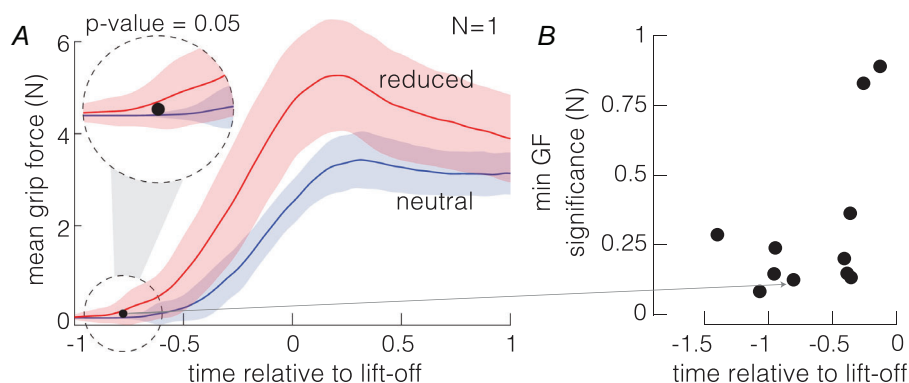 A
p-value = 0.05
N=1
mean grip force (N)
6
4
2
0
reduced
neutral
-1
-0.5
0
0.5
1
time relative to lift-off
B
min GF
significance (N)
1
0.75
0.5
0.25
0
-1.5
-1
-0.5
0
time relative to lift-off